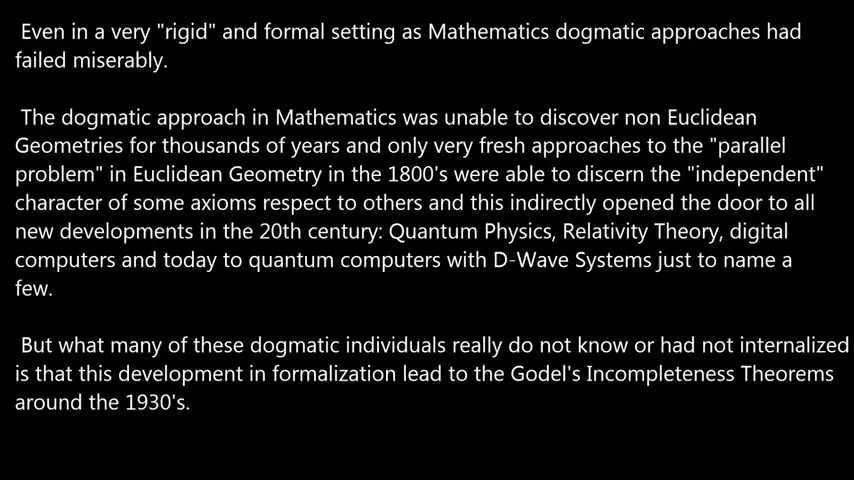 Even in a very "rigid" and formal setting as Mathematics dogmatic approaches had
failed miserably.
The dogmatic approach in Mathematics was unable to discover non Euclidean
Geometries for thousands of years and only very fresh approaches to the "parallel
problem" in Euclidean Geometry in the 1800's were able to discern the "independent"
character of some axioms respect to others and this indirectly opened the door to all
new developments in the 20th century: Quantum Physics, Relativity Theory, digital
computers and today to quantum computers with D-Wave Systems just to name a
few.
But what many of these dogmatic individuals really do not know or had not internalized
is that this development in formalization lead to the Godel's Incompleteness Theorems
around the 1930's.